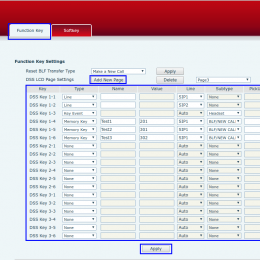 Function Key Softkey
Function Key Settings
Reset BLF Transfer Type Make a New Call Apply
DSS LCD Page Settings Add New Page Delete Page3
Key Type Name Value Line Subtype
DSS Key 1-1 Line SIP1 None
DSS Key 1-2 Line SIP2 None
DSS Key 1-3 Key Event Auto Headset
DSS Key 1-4 Memory Key Test1 201 SIP1 BLF/NEW CAL
DSS Key 1-5 Memory Key Test2 301 SIP1 BLF/NEW CAL
DSS Key 1-6 Memory Key Test3 302 SIP1 BLF/NEW CAL
DSS Key 2-1 None Auto None
DSS Key 2-2 None Auto None
DSS Key 2-3 None Auto None
DSS Key 2-4 None Auto None
DSS Key 2-5 None Auto None
DSS Key 2-6 None Auto None
DSS Key 3-1 None Auto None
DSS Key 3-2 None Auto None
DSS Key 3-3 None Auto None
DSS Key 3-4 None Auto None
DSS Key 3-5 None Auto None
DSS Key 3-6 None Auto None
Apply